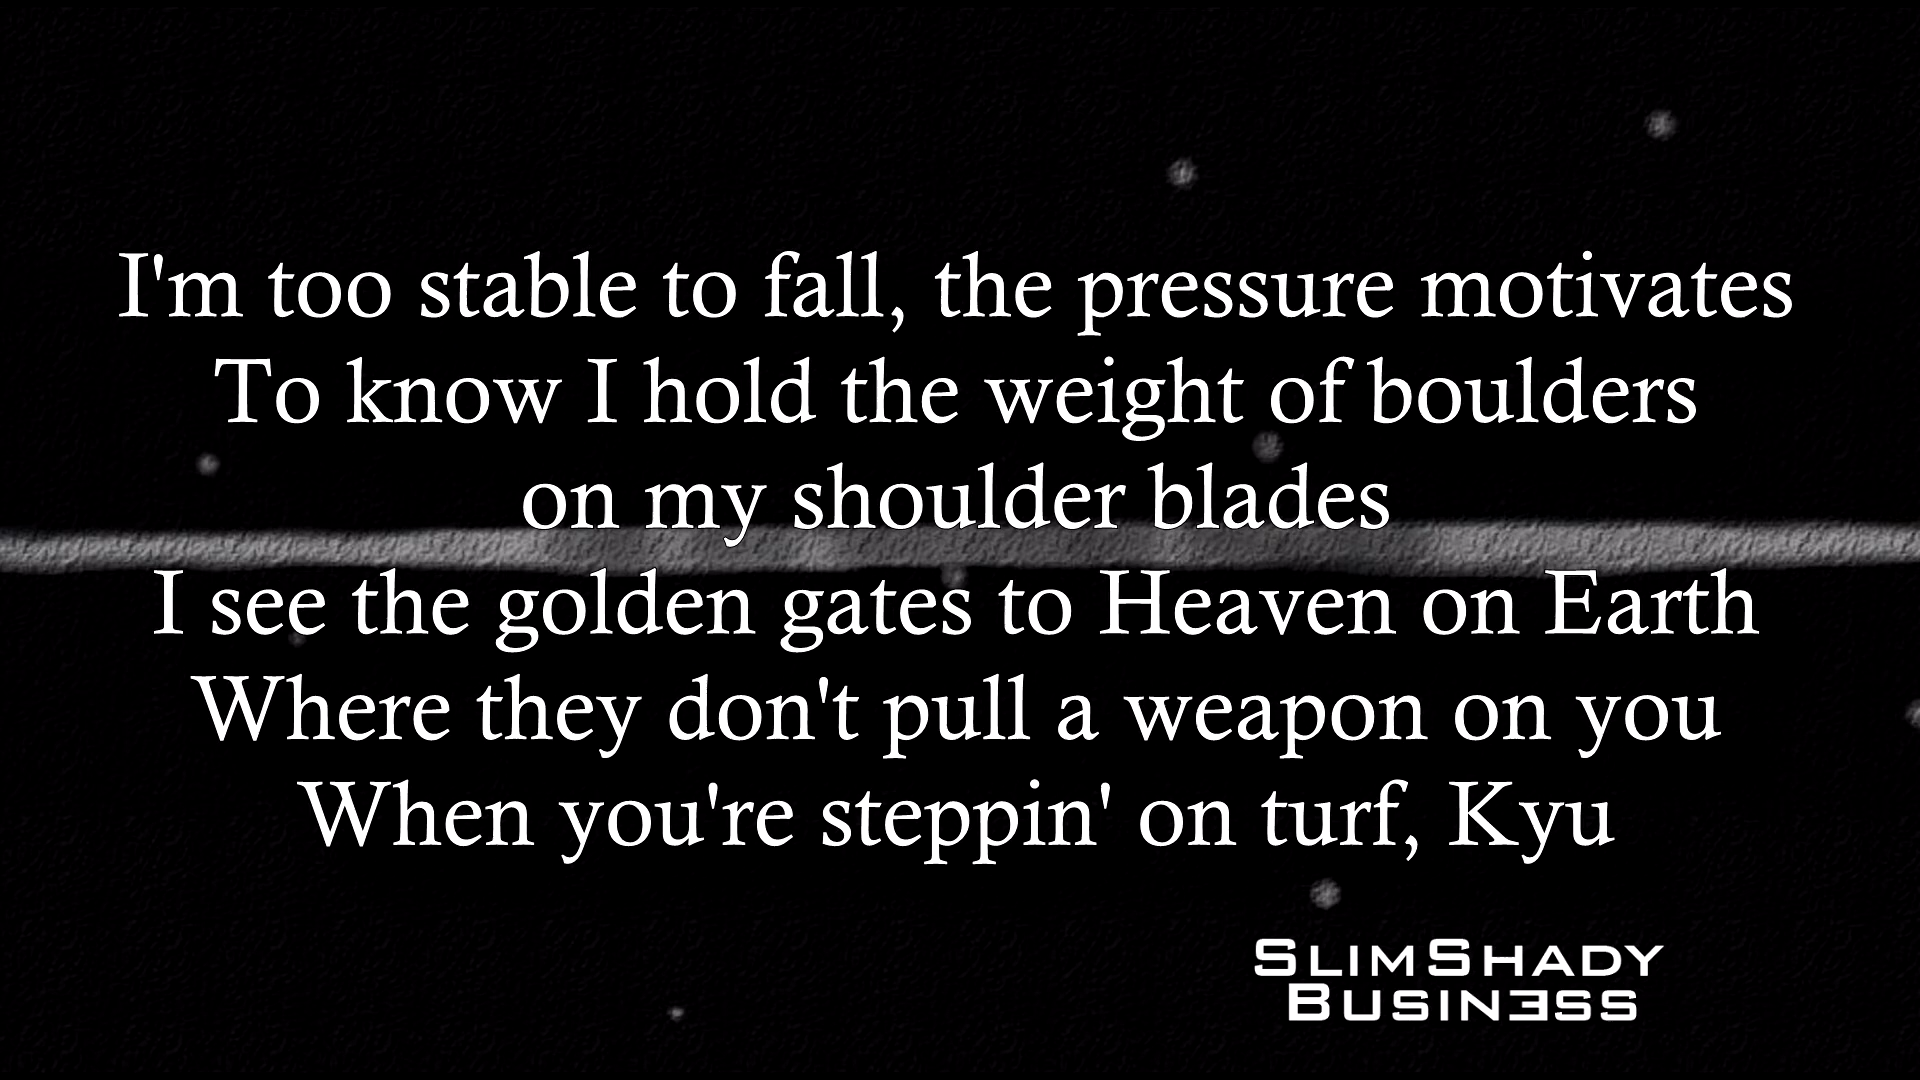 I'm too stable to fall, the pressure motivates
To know I hold the weight of boulders
on my shoulder blades
I see the golden gates to Heaven on Earth
Where they don't pull a weapon on you
When you're steppin' on turf, Kyu
SLIMSHADY
BUSINESS